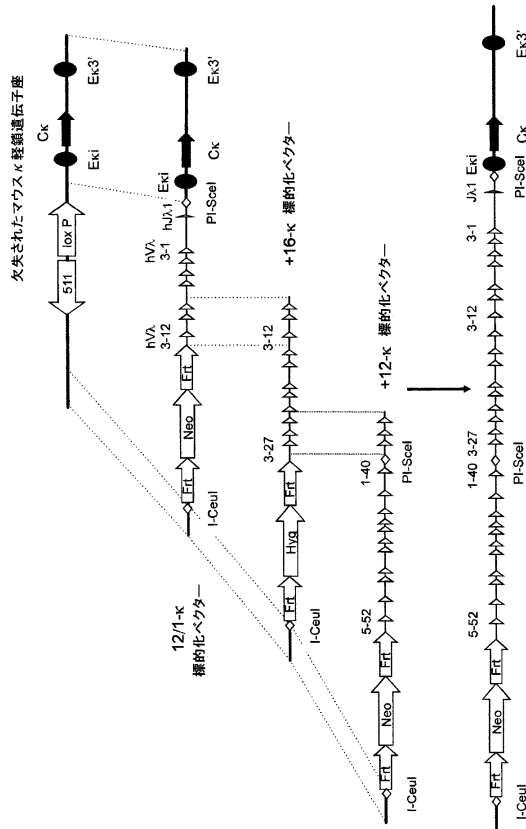 欠失されたマウスκ軽鎖遺伝子座
511
lox P
Eκi
Cκ
Eκ3'
12/1-κ
標的化ベクター
I-CeuI
Frt
Neo
Frt
hVλ
3-12
hVλ
3-1
hJλ1
PI-SceI
Eκi
Cκ
Eκ3'
+16-κ 標的化ベクター
I-CeuI
Frt
Hyg
Frt
3-27
3-12
+12-κ 標的化ベクター
I-CeuI
Frt
Neo
Frt
5-52
1-40
PI-SceI
I-CeuI
Frt
Neo
Frt
5-52
1-40
3-27
PI-SceI
3-12
3-1
Jλ1
PI-SceI
Eκi
Cκ
Eκ3'